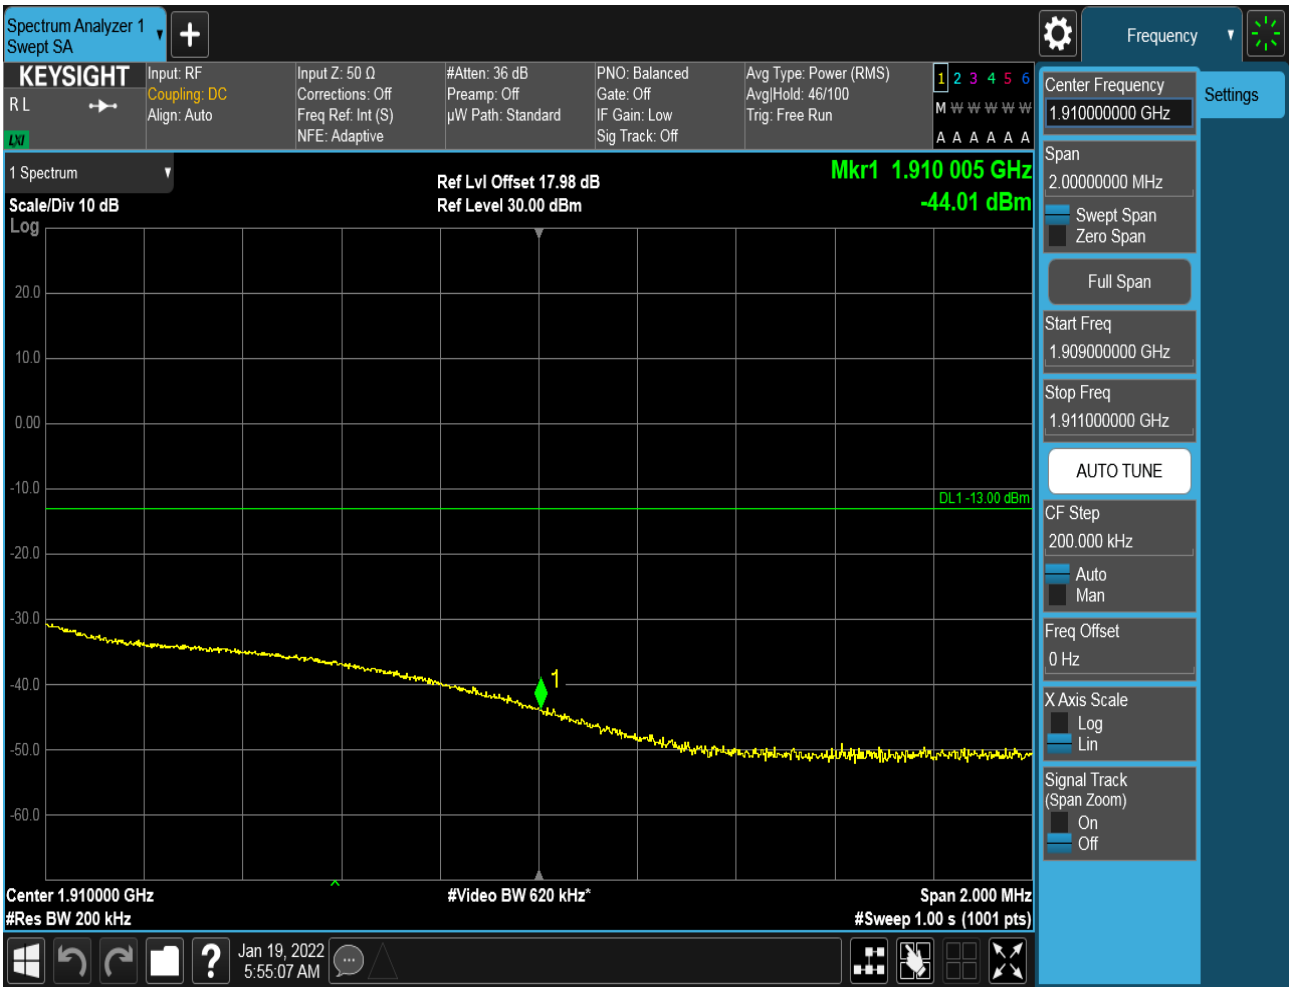 Spectrum Analyzer 1
Swept SA
Frequency
KEYSIGHT
R L
LXI
Input: RF
Coupling: DC
Align: Auto
Input Z: 50 Ω
Corrections: Off
Freq Ref: Int (S)
NFE: Adaptive
#Atten: 36 dB
Preamp: Off
µW Path: Standard
PNO: Balanced
Gate: Off
IF Gain: Low
Sig Track: Off
Avg Type: Power (RMS)
Avg|Hold: 46/100
Trig: Free Run
1 2 3 4 5 6
M W W W W W
A A A A A A
1 Spectrum
Scale/Div 10 dB
Log
Ref Lvl Offset 17.98 dB
Ref Level 30.00 dBm
Mkr1 1.910 005 GHz
-44.01 dBm
20.0
10.0
0.00
-10.0
-20.0
-30.0
-40.0
-50.0
-60.0
DL1 -13.00 dBm
1
Center 1.910000 GHz
#Res BW 200 kHz
#Video BW 620 kHz*
Span 2.000 MHz
#Sweep 1.00 s (1001 pts)
Jan 19, 2022
5:55:07 AM
?
Center Frequency
1.910000000 GHz
Settings
Span
2.00000000 MHz
Swept Span
Zero Span
Full Span
Start Freq
1.909000000 GHz
Stop Freq
1.911000000 GHz
AUTO TUNE
CF Step
200.000 kHz
Auto
Man
Freq Offset
0 Hz
X Axis Scale
Log
Lin
Signal Track
(Span Zoom)
On
Off